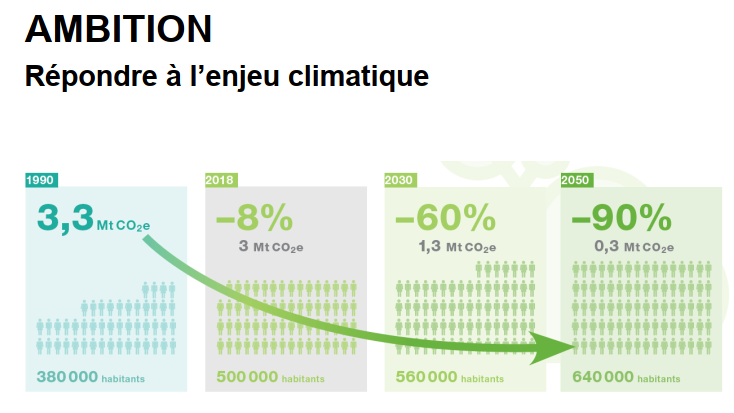 AMBITION
Répondre à l’enjeu climatique
1990
3,3 Mt CO₂e
380 000 habitants
2018
–8%
3 Mt CO₂e
500 000 habitants
2030
–60%
1,3 Mt CO₂e
560 000 habitants
2050
–90%
0,3 Mt CO₂e
640 000 habitants